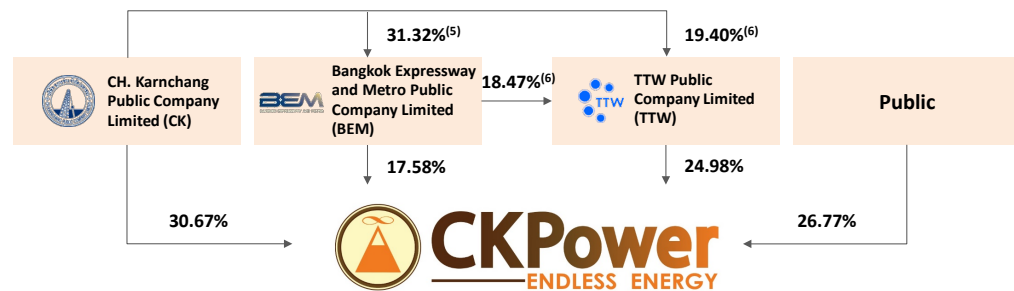 31.32%(5)
19.40%(6)
CH. Karnchang
Public Company
Limited (CK)
BEM
Bangkok Expressway
and Metro Public
Company Limited
(BEM)
18.47%(6)
TTW
TTW Public
Company Limited
(TTW)
Public
17.58%
24.98%
30.67%
26.77%
CKPower
ENDLESS ENERGY